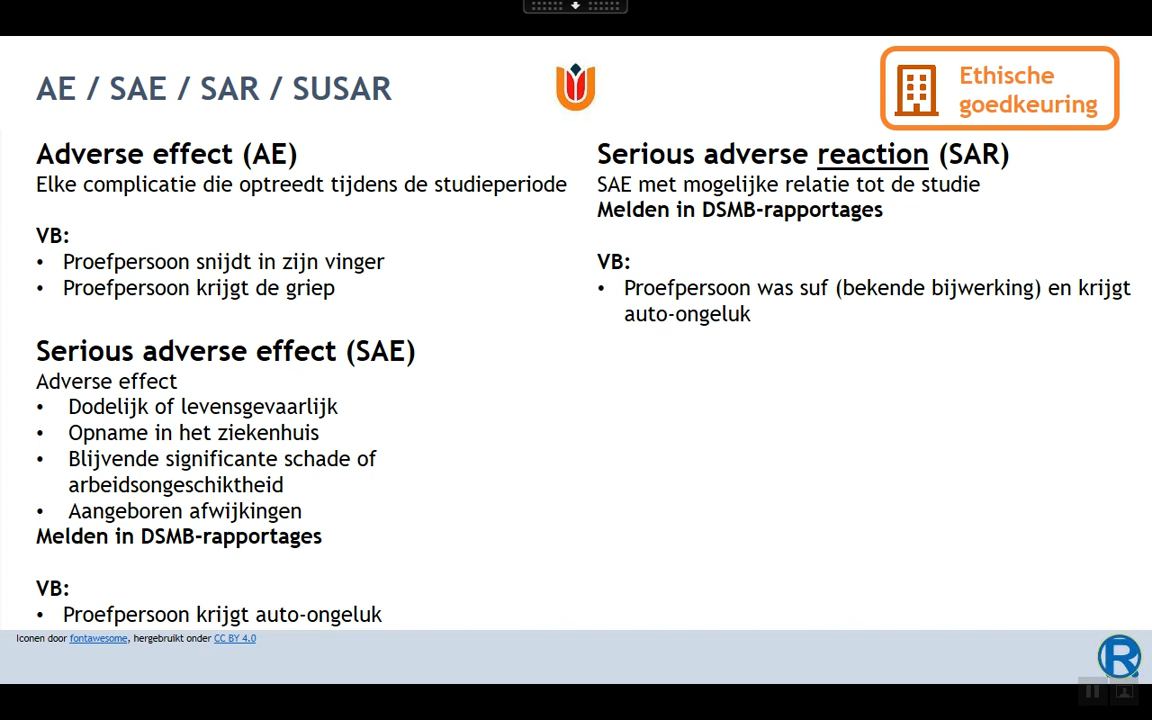 AE / SAE / SAR / SUSAR
Ethische
goedkeuring
Adverse effect (AE)
Elke complicatie die optreedt tijdens de studieperiode
VB:
• Proefpersoon snijdt in zijn vinger
• Proefpersoon krijgt de griep
Serious adverse effect (SAE)
Adverse effect
• Dodelijk of levensgevaarlijk
• Opname in het ziekenhuis
• Blijvende significante schade of
arbeidsongeschiktheid
• Aangeboren afwijkingen
Melden in DSMB-rapportages
VB:
• Proefpersoon krijgt auto-ongeluk
Serious adverse reaction (SAR)
SAE met mogelijke relatie tot de studie
Melden in DSMB-rapportages
VB:
• Proefpersoon was suf (bekende bijwerking) en krijgt
auto-ongeluk
Iconen door fontawesome, hergebruikt onder CC BY 4.0
R